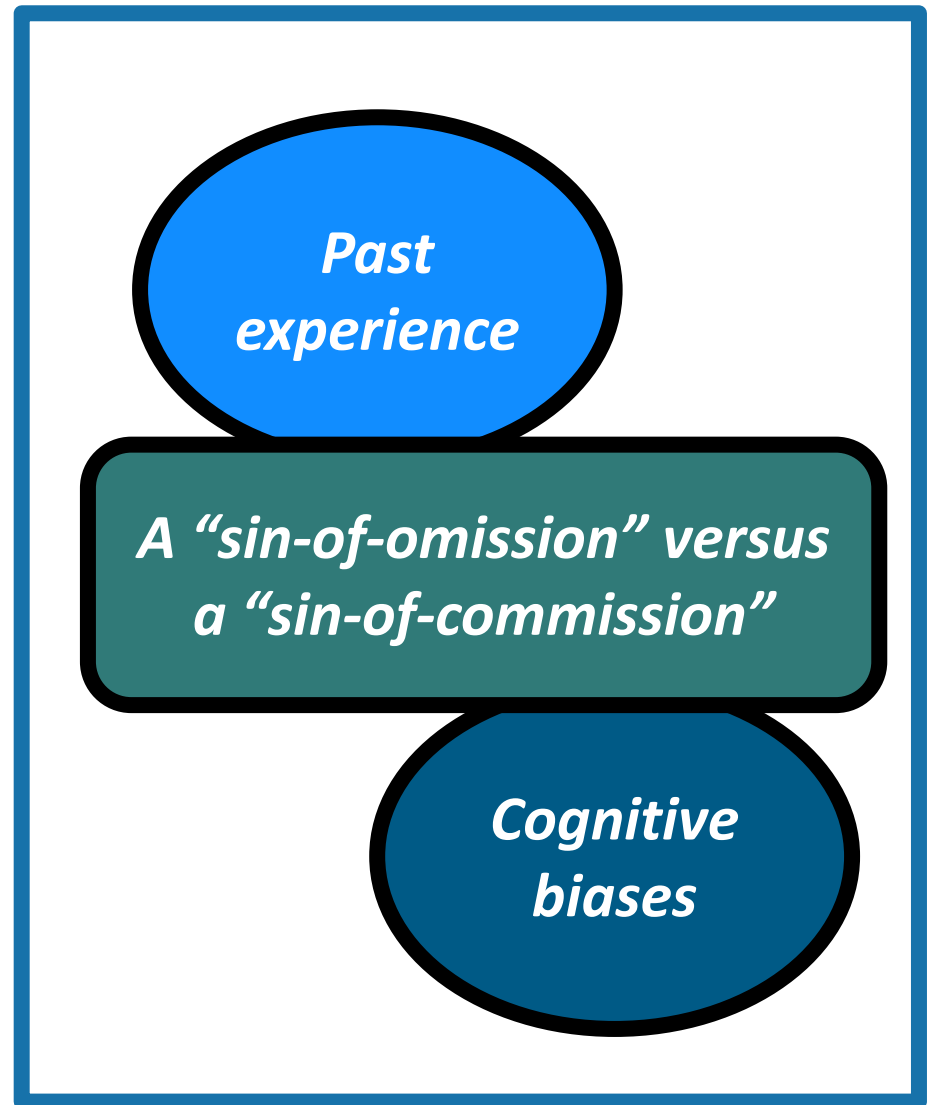 Past
experience
A “sin-of-omission” versus
a “sin-of-commission”
Cognitive
biases